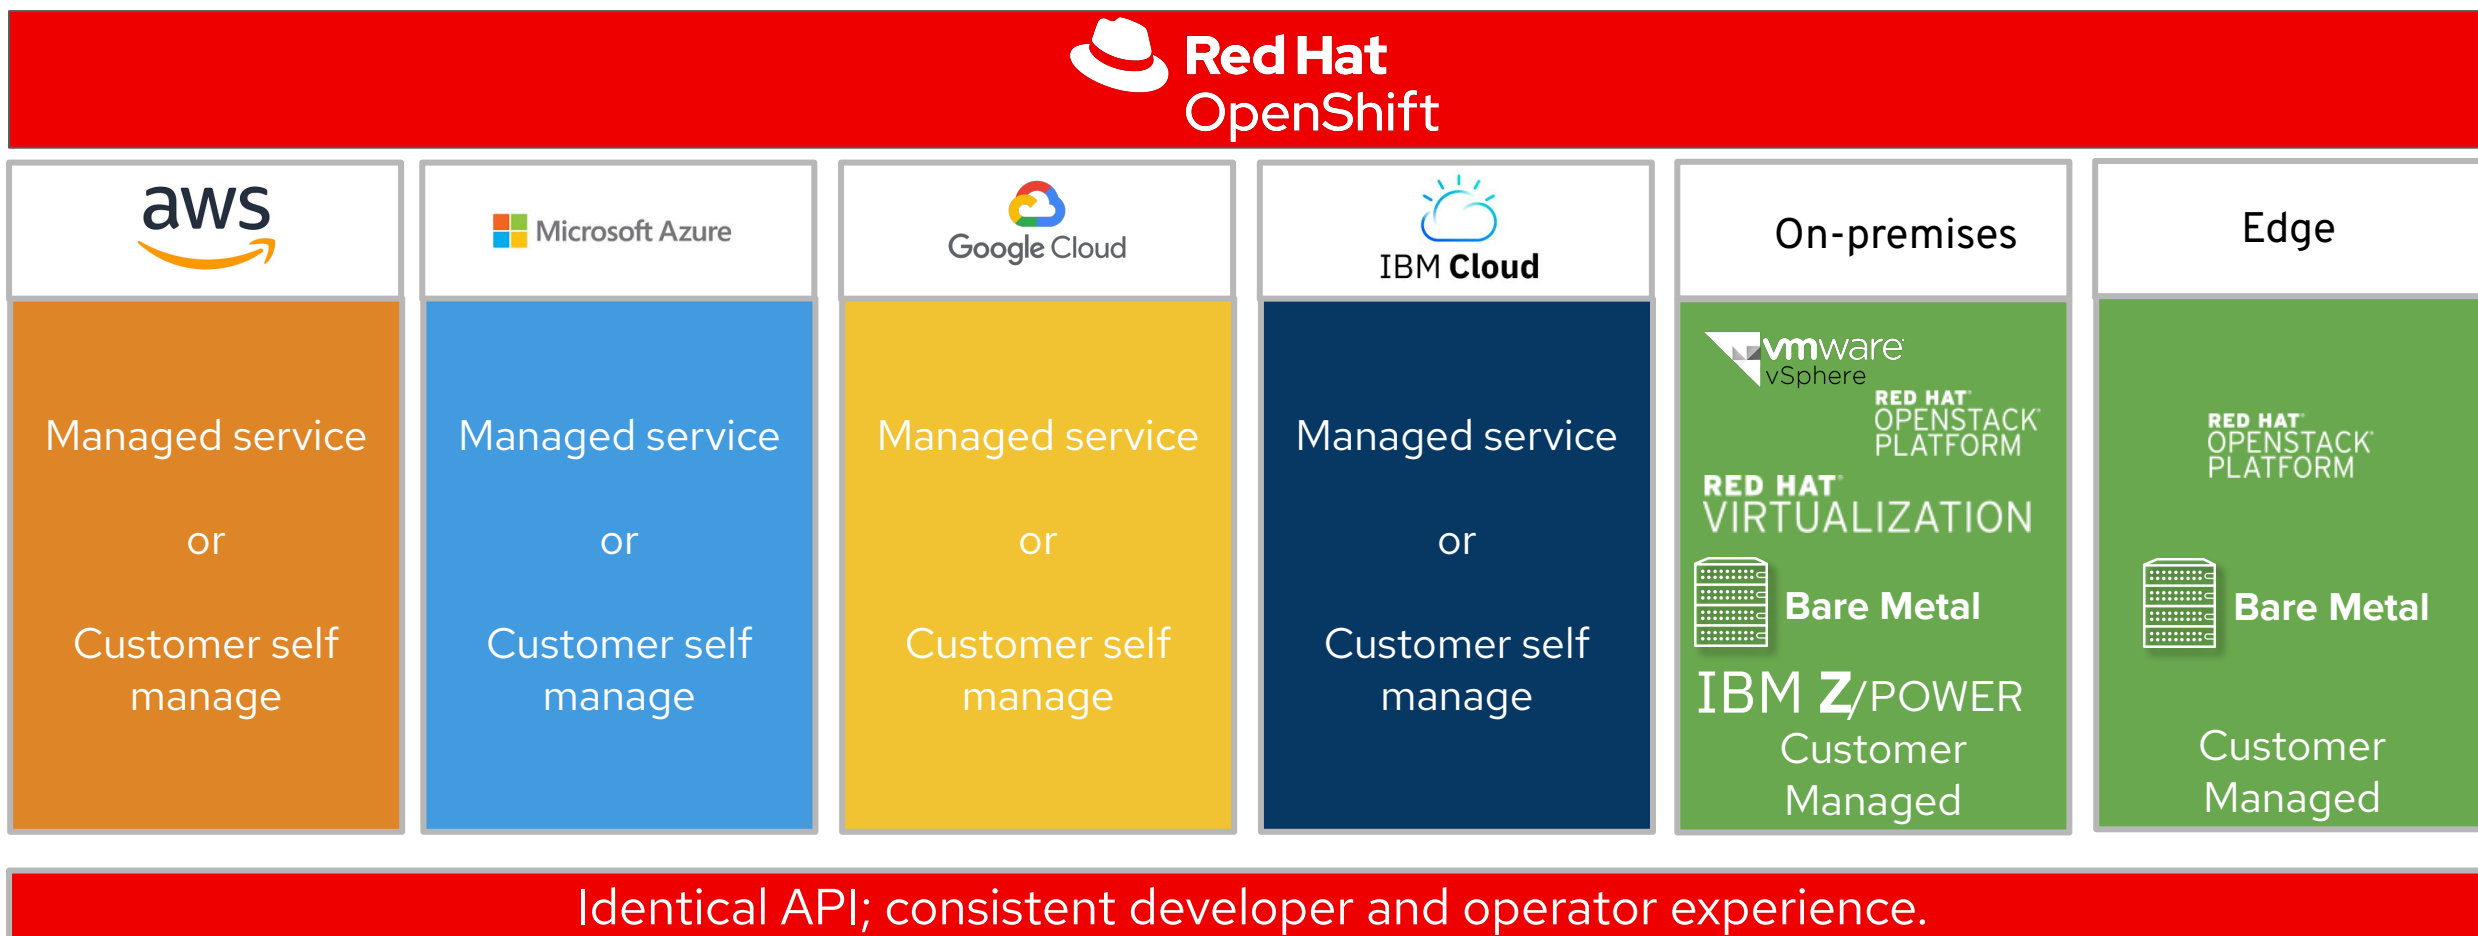 Red Hat
OpenShift
aws
Microsoft Azure
Google Cloud
IBM Cloud
On-premises
Edge
Managed service
or
Customer self
manage
Managed service
or
Customer self
manage
Managed service
or
Customer self
manage
Managed service
or
Customer self
manage
vmware
vSphere
RED HAT
OPENSTACK
PLATFORM
RED HAT
VIRTUALIZATION
Bare Metal
IBM Z/POWER
Customer
Managed
RED HAT
OPENSTACK
PLATFORM
Bare Metal
Customer
Managed
Identical API; consistent developer and operator experience.